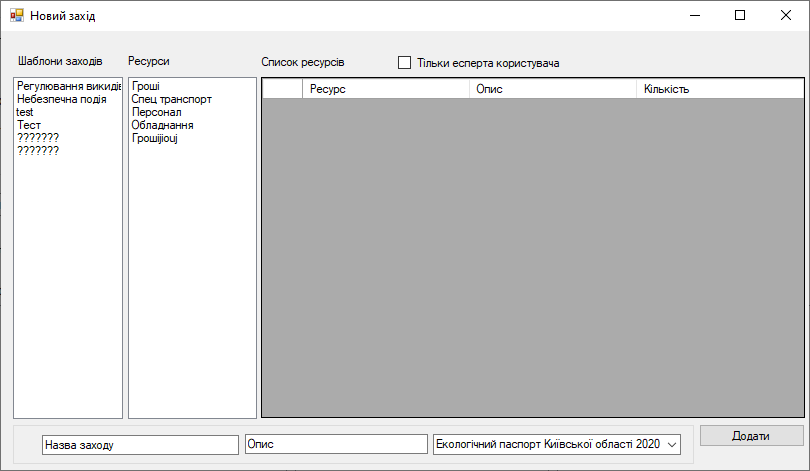 Новий захід
Шаблони заходів
Ресурси
Список ресурсів
Тільки есперта користувача
Регулювання викидів
Небезпечна подія
test
Тест
???????
???????
Гроші
Спец транспорт
Персонал
Обладнання
Грошіjiouj
Ресурс
Опис
Кількість
Назва заходу
Опис
Екологічний паспорт Київської області 2020
Додати